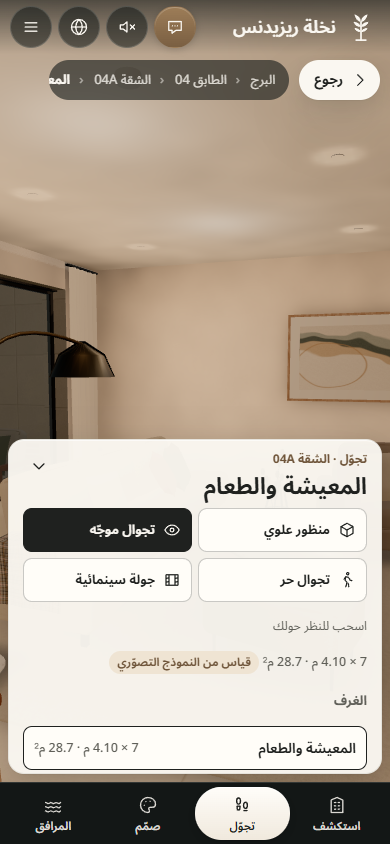 نخلة ريزيدنس
رجوع
البرج › الطابق 04 › الشقة 04A › المع
تجوّل · الشقة 04A
المعيشة والطعام
منظور علوي
تجوال موجّه
تجوال حر
جولة سينمائية
اسحب للنظر حولك
7 × 4.10 م · 28.7 م² قياس من النموذج التصوّري
الغرف
المعيشة والطعام 7 × 4.10 م · 28.7 م²
استكشف
تجوّل
صمّم
المرافق